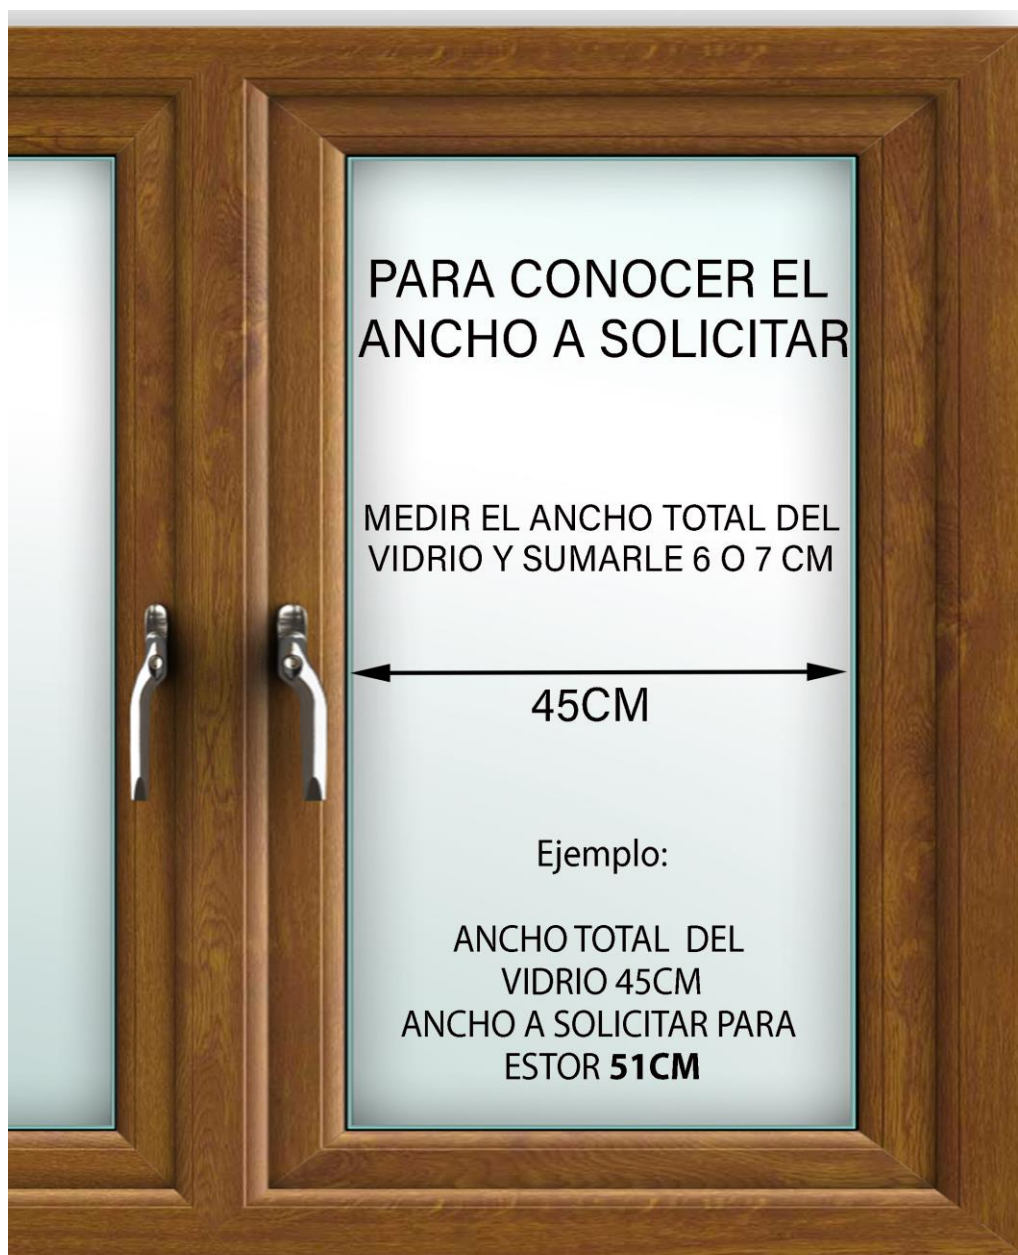 PARA CONOCER EL
ANCHO A SOLICITAR
MEDIR EL ANCHO TOTAL DEL
VIDRIO Y SUMARLE 6 O 7 CM
45CM
Ejemplo:
ANCHO TOTAL DEL
VIDRIO 45CM
ANCHO A SOLICITAR PARA
ESTOR 51CM